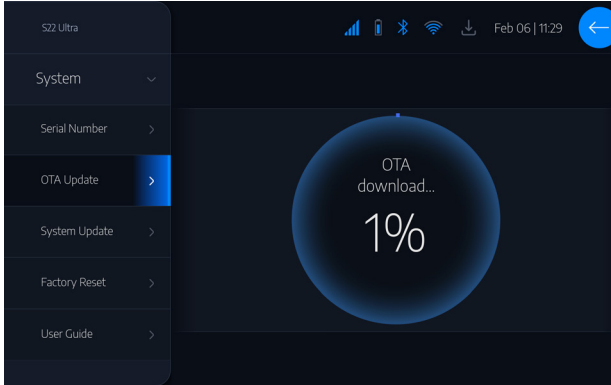 S22 Ultra
Feb 06 | 11:29
System
Serial Number
OTA Update
System Update
Factory Reset
User Guide
OTA
download...
1%